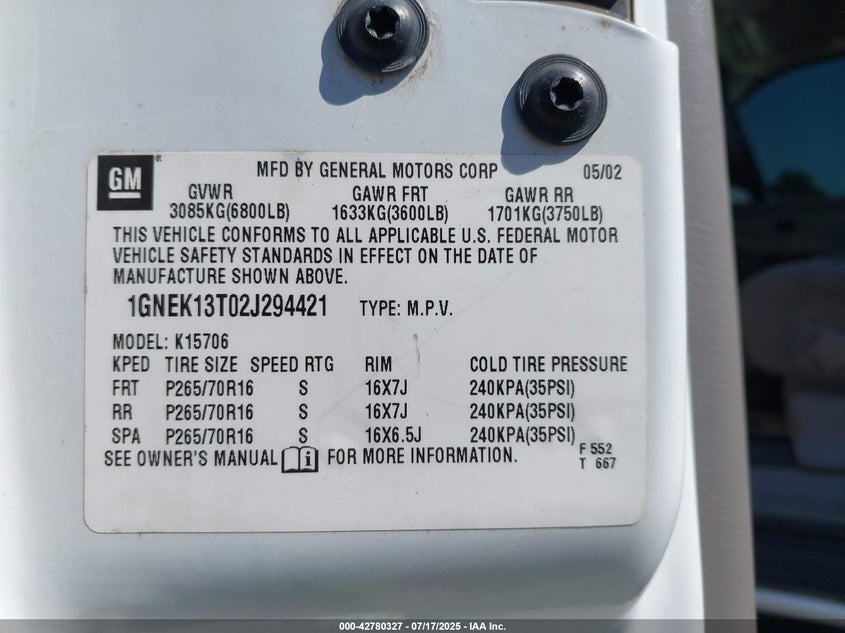 GM® MFD BY GENERAL MOTORS CORP 05/02
GVWR GAWR FRT GAWR RR
3085KG(6800LB) 1633KG(3600LB) 1701KG(3750LB)
THIS VEHICLE CONFORMS TO ALL APPLICABLE U.S. FEDERAL MOTOR
VEHICLE SAFETY STANDARDS IN EFFECT ON THE DATE OF
MANUFACTURE SHOWN ABOVE.
1GNEK13T02J294421 TYPE: M.P.V.
MODEL: K15706
KPED TIRE SIZE SPEED RTG RIM COLD TIRE PRESSURE
FRT P265/70R16 S 16X7J 240KPA(35PSI)
RR P265/70R16 S 16X7J 240KPA(35PSI)
SPA P265/70R16 S 16X6.5J 240KPA(35PSI)
SEE OWNER'S MANUAL i FOR MORE INFORMATION. F 552
T 667
000-42780327 - 07/17/2025 - IAA Inc.